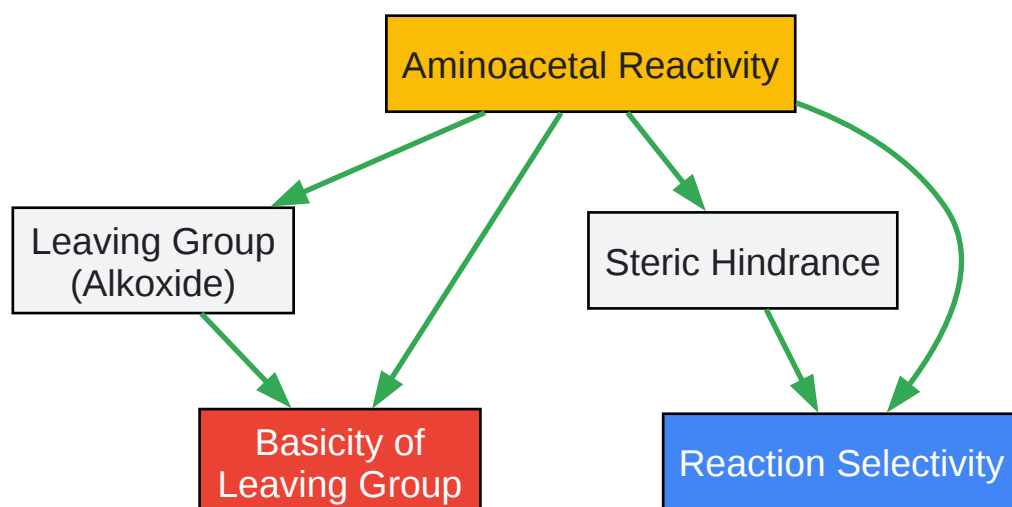 Aminoacetal Reactivity
Leaving Group
(Alkoxide)
Steric Hindrance
Basicity of
Leaving Group
Reaction Selectivity